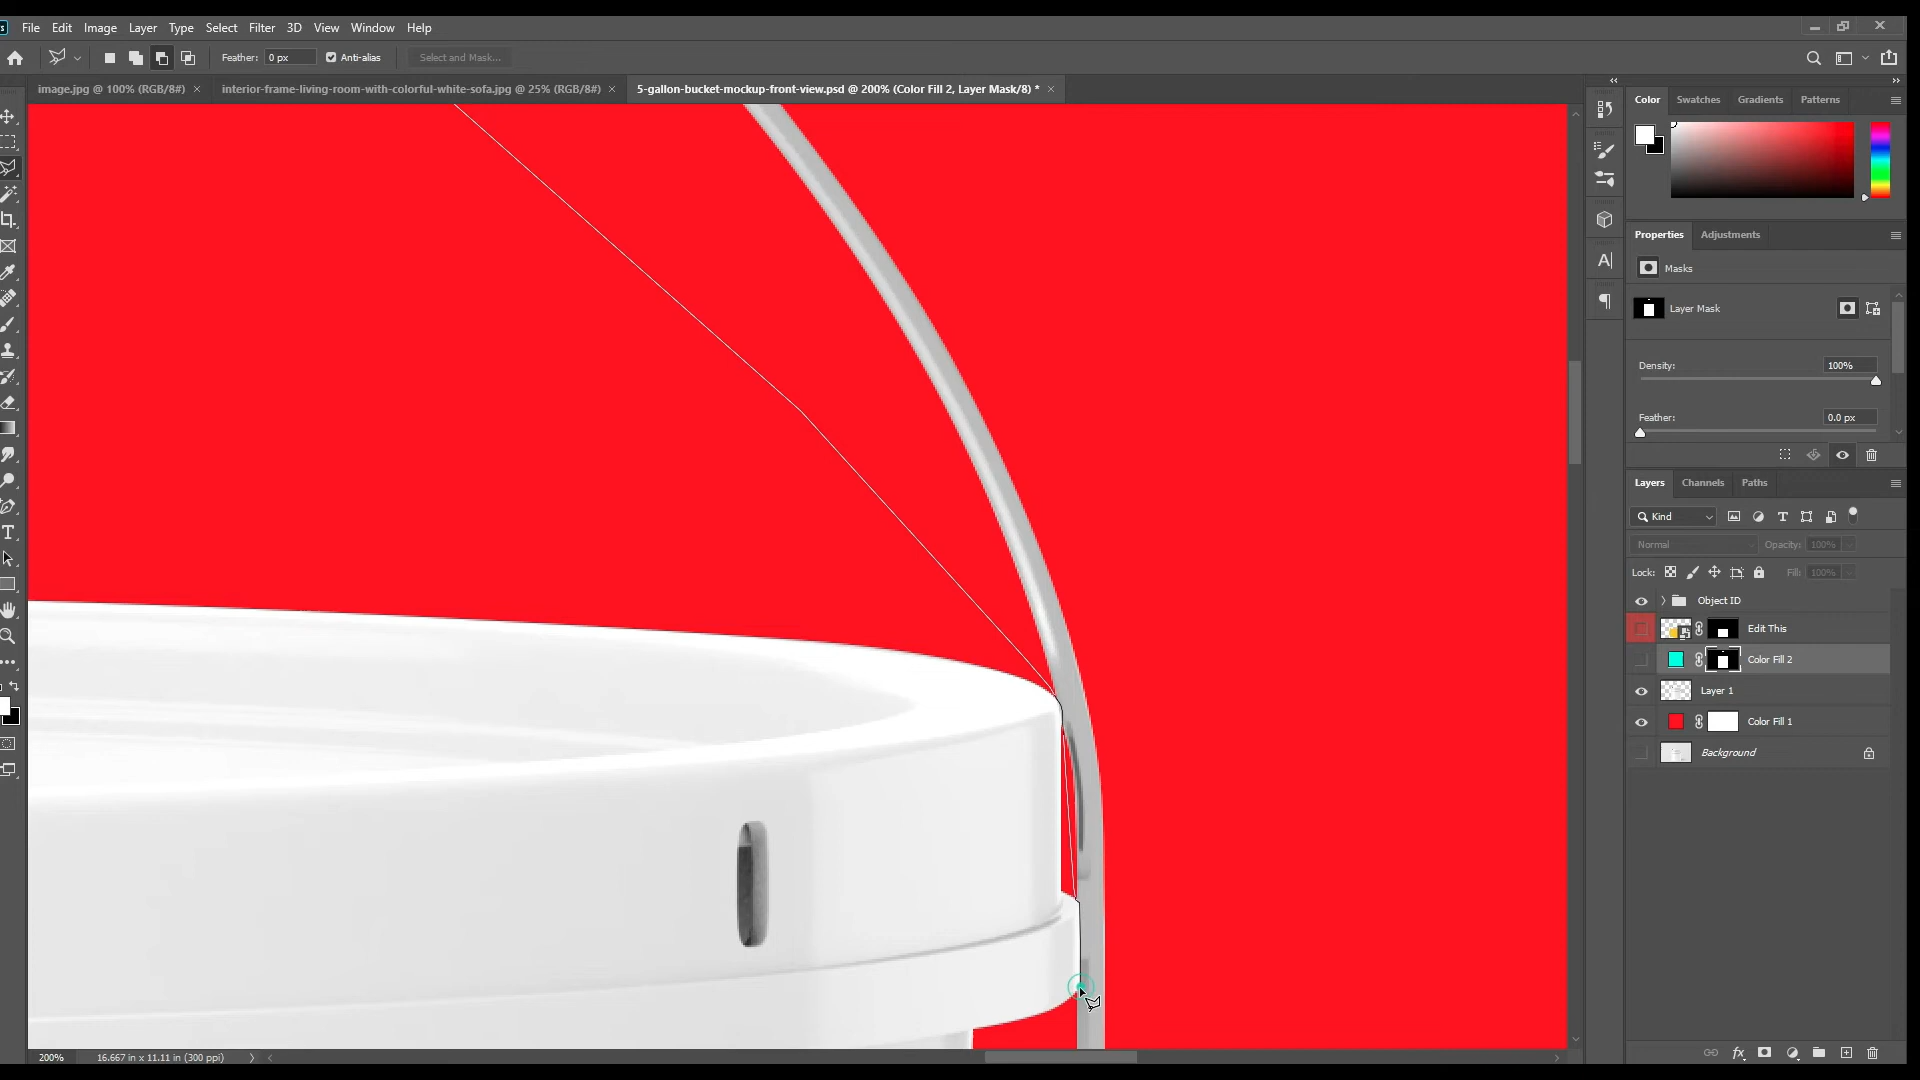 File Edit Image Layer Type Select Filter 3D View Window Help
Feather: 0 px Anti-alias Select and Mask...
image.jpg @ 100% (RGB/8#) interior-frame-living-room-with-colorful-white-sofa.jpg @ 25% (RGB/8#) 5-gallon-bucket-mockup-front-view.psd @ 200% (Color Fill 2, Layer Mask/8) *
Color Swatches Gradients Patterns
Properties Adjustments
Masks
Layer Mask
Density: 100%
Feather: 0.0 px
Layers Channels Paths
Kind
Normal Opacity: 100%
Lock: Fill: 100%
Object ID
Edit This
Color Fill 2
Layer 1
Color Fill 1
Background
200% 16.667 in x 11.11 in (300 ppi)